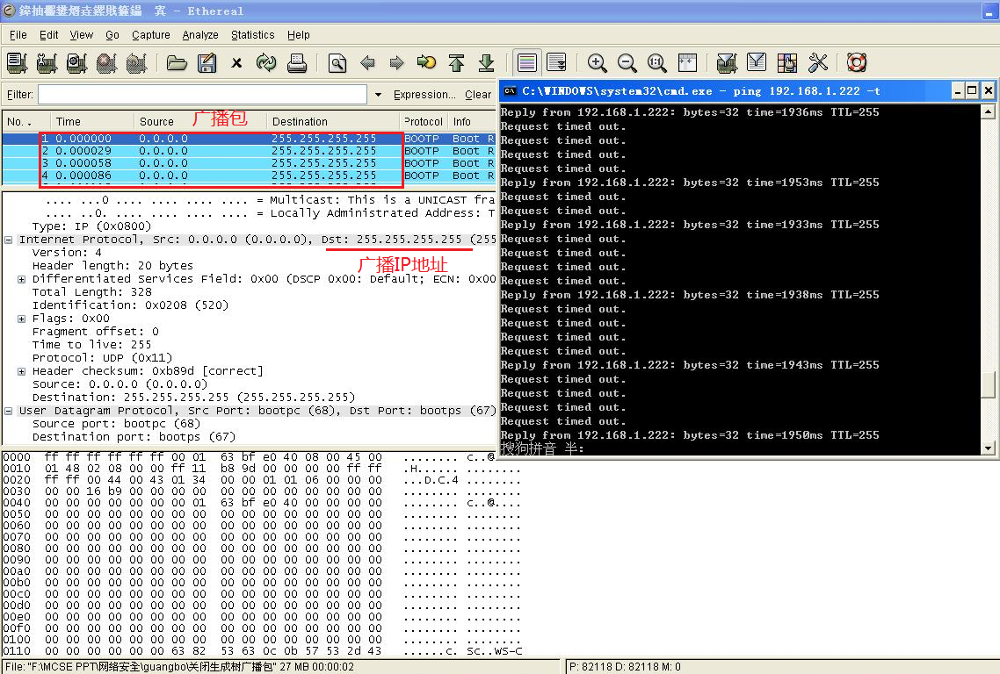 鍏抽棴鐢熸垚鏍戝箍鎾 - Ethereal
File Edit View Go Capture Analyze Statistics Help
Filter: Expression... Clear
No. Time Source 广播包 Destination Protocol Info
1 0.000000 0.0.0.0 255.255.255.255 BOOTP Boot R
2 0.000029 0.0.0.0 255.255.255.255 BOOTP Boot R
3 0.000058 0.0.0.0 255.255.255.255 BOOTP Boot R
4 0.000086 0.0.0.0 255.255.255.255 BOOTP Boot R
.... ...0 .... .... .... .... = Multicast: This is a UNICAST fra
.... ..0. .... .... .... .... = Locally Administrated Address: T
Type: IP (0x0800)
Internet Protocol, Src: 0.0.0.0 (0.0.0.0), Dst: 255.255.255.255 (255
Version: 4
广播IP地址
Header length: 20 bytes
Differentiated Services Field: 0x00 (DSCP 0x00: Default; ECN: 0x00
Total Length: 328
Identification: 0x0208 (520)
Flags: 0x00
Fragment offset: 0
Time to live: 255
Protocol: UDP (0x11)
Header checksum: 0xb89d [correct]
Source: 0.0.0.0 (0.0.0.0)
Destination: 255.255.255.255 (255.255.255.255)
User Datagram Protocol, Src Port: bootpc (68), Dst Port: bootps (67)
Source port: bootpc (68)
Destination port: bootps (67)
C:\WINDOWS\system32\cmd.exe - ping 192.168.1.222 -t
Reply from 192.168.1.222: bytes=32 time=1936ms TTL=255
Request timed out.
Request timed out.
Request timed out.
Request timed out.
Reply from 192.168.1.222: bytes=32 time=1953ms TTL=255
Request timed out.
Request timed out.
Reply from 192.168.1.222: bytes=32 time=1933ms TTL=255
Request timed out.
Request timed out.
Request timed out.
Request timed out.
Reply from 192.168.1.222: bytes=32 time=1938ms TTL=255
Request timed out.
Request timed out.
Request timed out.
Request timed out.
Reply from 192.168.1.222: bytes=32 time=1943ms TTL=255
Request timed out.
Request timed out.
Request timed out.
Request timed out.
Reply from 192.168.1.222: bytes=32 time=1950ms TTL=255
搜狗拼音 半:
0000 ff ff ff ff ff ff 00 01 63 bf e0 40 08 00 45 00 ........ c..@..E.
0010 01 48 02 08 00 00 ff 11 b8 9d 00 00 00 00 ff ff .H...... ........
0020 ff ff 00 44 00 43 01 34 00 00 01 01 06 00 00 00 ...D.C.4 ........
0030 00 00 16 b9 00 00 00 00 00 00 00 00 00 00 00 00 ........ ........
0040 00 00 00 00 00 00 00 01 63 bf e0 40 00 00 00 00 ........ c..@....
0050 00 00 00 00 00 00 00 00 00 00 00 00 00 00 00 00 ........ ........
0060 00 00 00 00 00 00 00 00 00 00 00 00 00 00 00 00 ........ ........
0070 00 00 00 00 00 00 00 00 00 00 00 00 00 00 00 00 ........ ........
0080 00 00 00 00 00 00 00 00 00 00 00 00 00 00 00 00 ........ ........
0090 00 00 00 00 00 00 00 00 00 00 00 00 00 00 00 00 ........ ........
00a0 00 00 00 00 00 00 00 00 00 00 00 00 00 00 00 00 ........ ........
00b0 00 00 00 00 00 00 00 00 00 00 00 00 00 00 00 00 ........ ........
00c0 00 00 00 00 00 00 00 00 00 00 00 00 00 00 00 00 ........ ........
00d0 00 00 00 00 00 00 00 00 00 00 00 00 00 00 00 00 ........ ........
00e0 00 00 00 00 00 00 00 00 00 00 00 00 00 00 00 00 ........ ........
00f0 00 00 00 00 00 00 00 00 00 00 00 00 00 00 00 00 ........ ........
0100 00 00 00 00 00 00 00 00 00 00 00 00 00 00 00 00 ........ ........
0110 00 00 00 00 00 00 63 82 53 63 0c 0b 57 53 2d 43 ......c. Sc..WS-C
File: "F:\MCSE PPT\网络安全\guangbo\关闭生成树广播包" 27 MB 00:00:02 P: 82118 D: 82118 M: 0